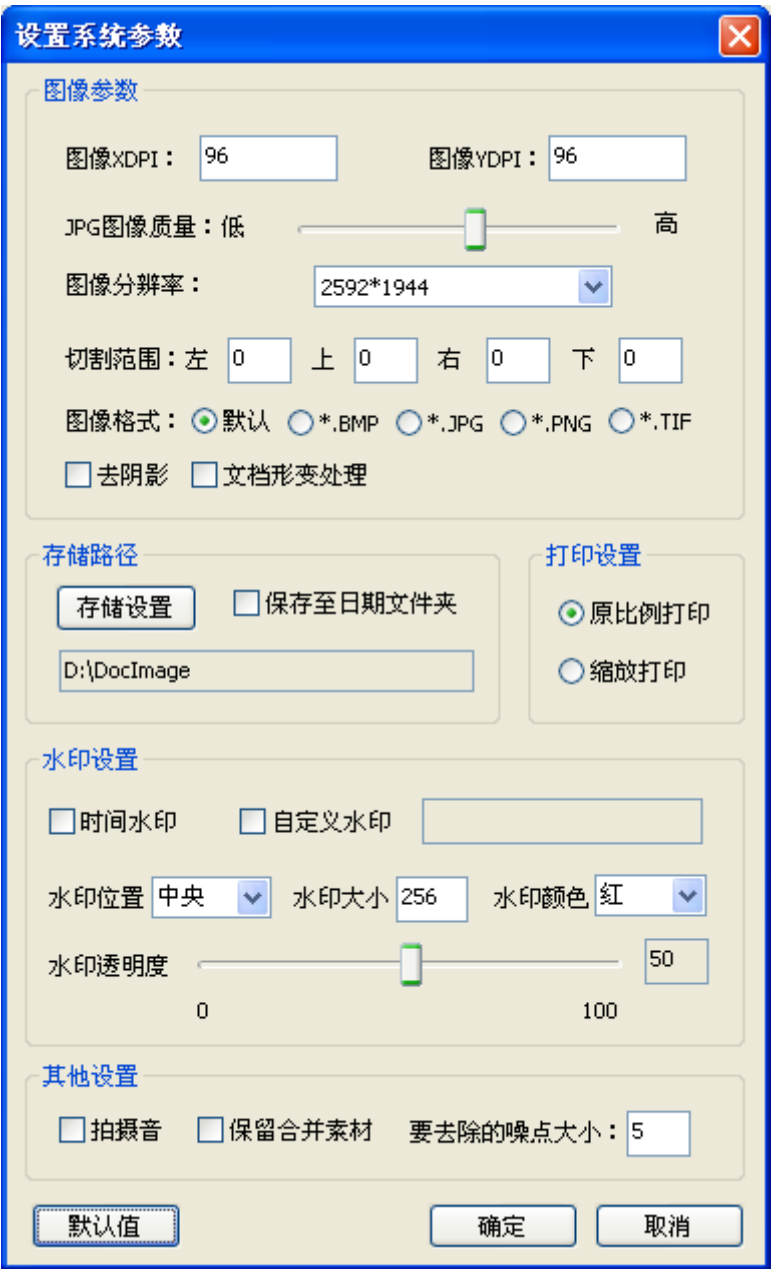 设置系统参数
图像参数
图像XDPI： 96 图像YDPI： 96
JPG图像质量：低 高
图像分辨率： 2592*1944
切割范围：左 0 上 0 右 0 下 0
图像格式： 默认 *.BMP *.JPG *.PNG *.TIF
去阴影 文档形变处理
存储路径 打印设置
存储设置 保存至日期文件夹 原比例打印
D:\DocImage 缩放打印
水印设置
时间水印 自定义水印
水印位置 中央 水印大小 256 水印颜色 红
水印透明度 50
0 100
其他设置
拍摄音 保留合并素材 要去除的噪点大小：5
默认值 确定 取消